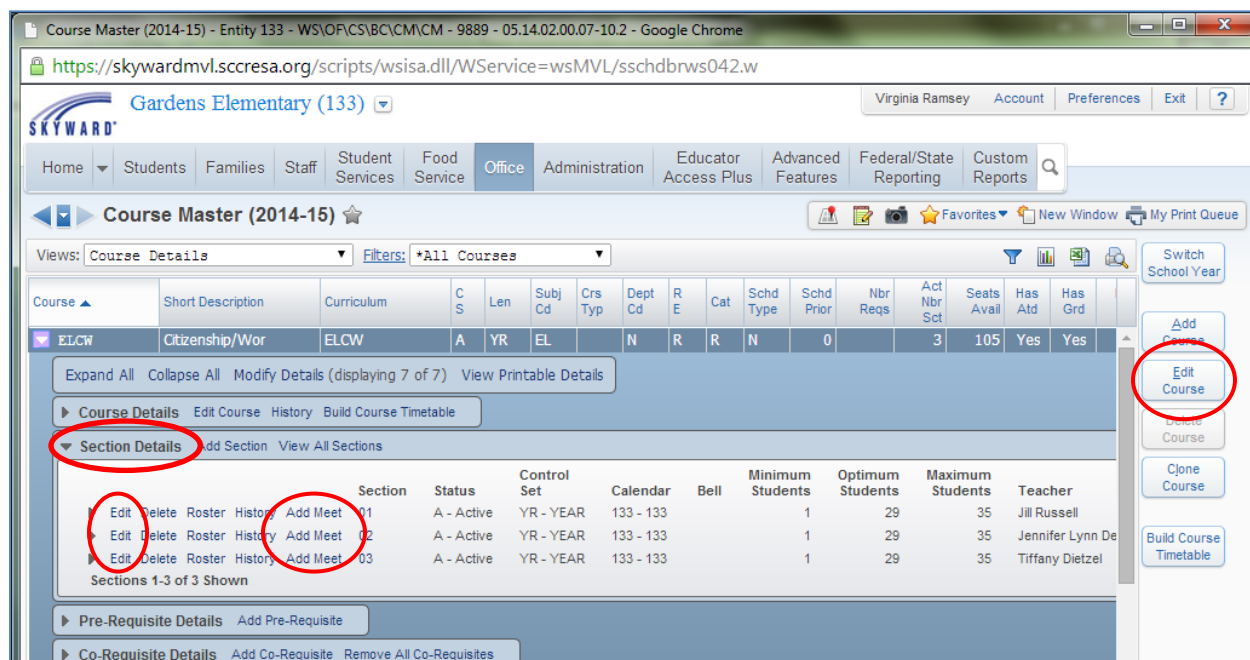 Course Master (2014-15) - Entity 133 - WS\OF\CS\BC\CM\CM - 9889 - 05.14.02.00.07-10.2 - Google Chrome
https://skywardmvl.sccresa.org/scripts/wsisa.dll/WService=wsMVL/sschdbrws042.w
SKYWARD
Gardens Elementary (133)
Virginia Ramsey Account Preferences Exit ?
Home Students Families Staff Student Services Food Service Office Administration Educator Access Plus Advanced Features Federal/State Reporting Custom Reports
Course Master (2014-15)
Favorites New Window My Print Queue
Views: Course Details Filters: *All Courses
Switch School Year
Course Short Description Curriculum C S Len Subj Cd Crs Typ Dept Cd R E Cat Schd Type Schd Prior Nbr Reqs Act Nbr Sct Seats Avail Has Atd Has Grd
ELCW Citizenship/Wor ELCW A YR EL N R R N 0 3 105 Yes Yes
Add Course
Expand All Collapse All Modify Details (displaying 7 of 7) View Printable Details
Edit Course
Course Details Edit Course History Build Course Timetable
Delete Course
Section Details Add Section View All Sections
Clone Course
Section Status Control Set Calendar Bell Minimum Students Optimum Students Maximum Students Teacher
Edit Delete Roster History Add Meet 01 A - Active YR - YEAR 133 - 133 1 29 35 Jill Russell
Edit Delete Roster History Add Meet 02 A - Active YR - YEAR 133 - 133 1 29 35 Jennifer Lynn De
Edit Delete Roster History Add Meet 03 A - Active YR - YEAR 133 - 133 1 29 35 Tiffany Dietzel
Build Course Timetable
Sections 1-3 of 3 Shown
Pre-Requisite Details Add Pre-Requisite
Co-Requisite Details Add Co-Requisite Remove All Co-Requisites